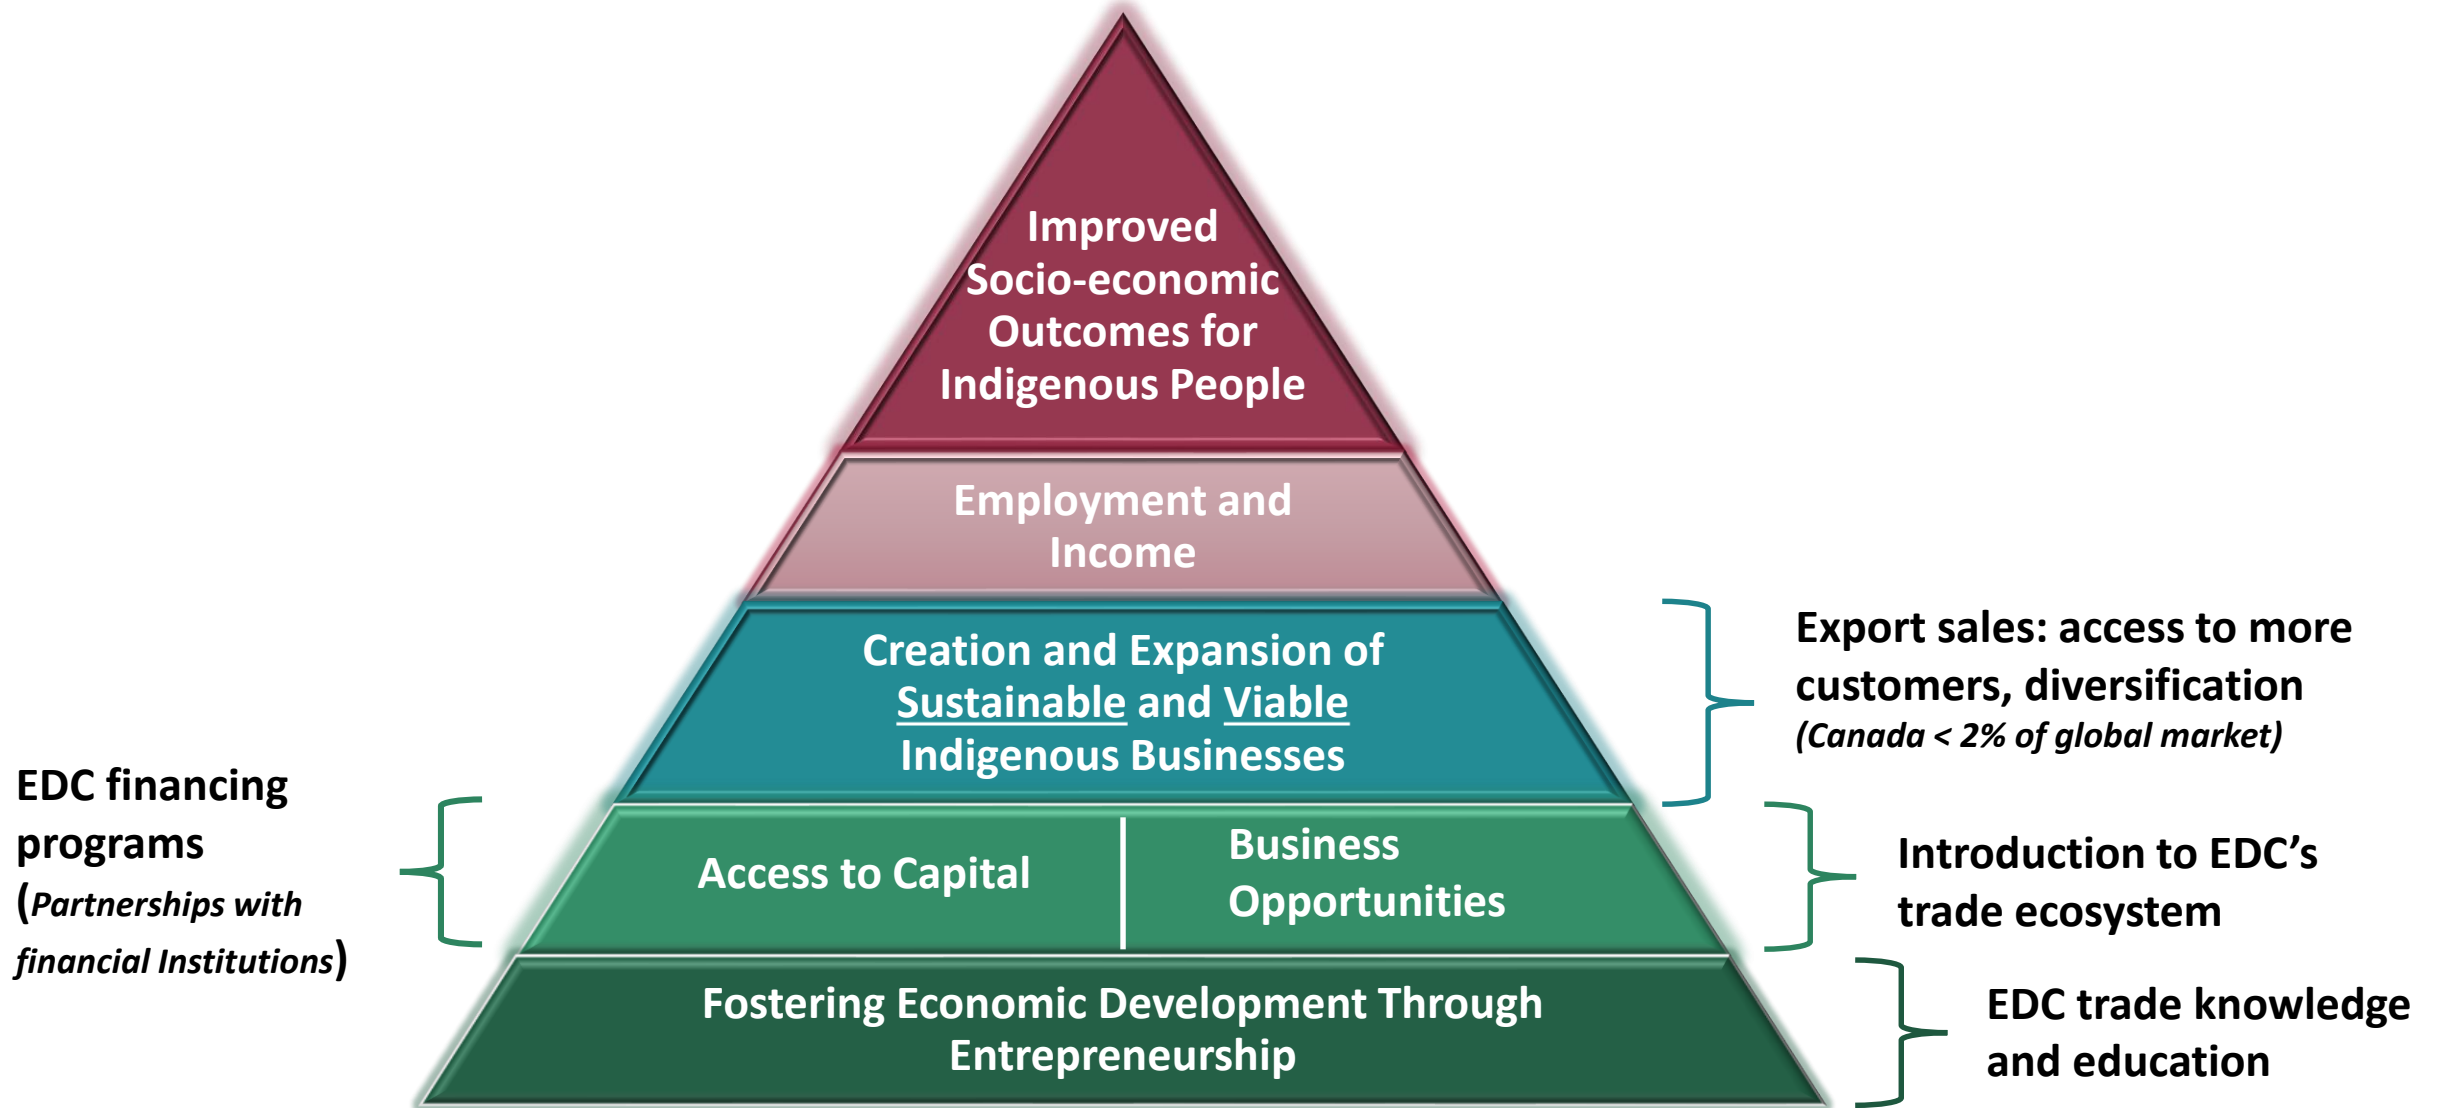 Improved
Socio-economic
Outcomes for
Indigenous People
Employment and
Income
Creation and Expansion of
Sustainable and Viable
Indigenous Businesses
Export sales: access to more
customers, diversification
(Canada < 2% of global market)
EDC financing
programs
(Partnerships with
financial Institutions)
Access to Capital
Business
Opportunities
Introduction to EDC’s
trade ecosystem
Fostering Economic Development Through
Entrepreneurship
EDC trade knowledge
and education